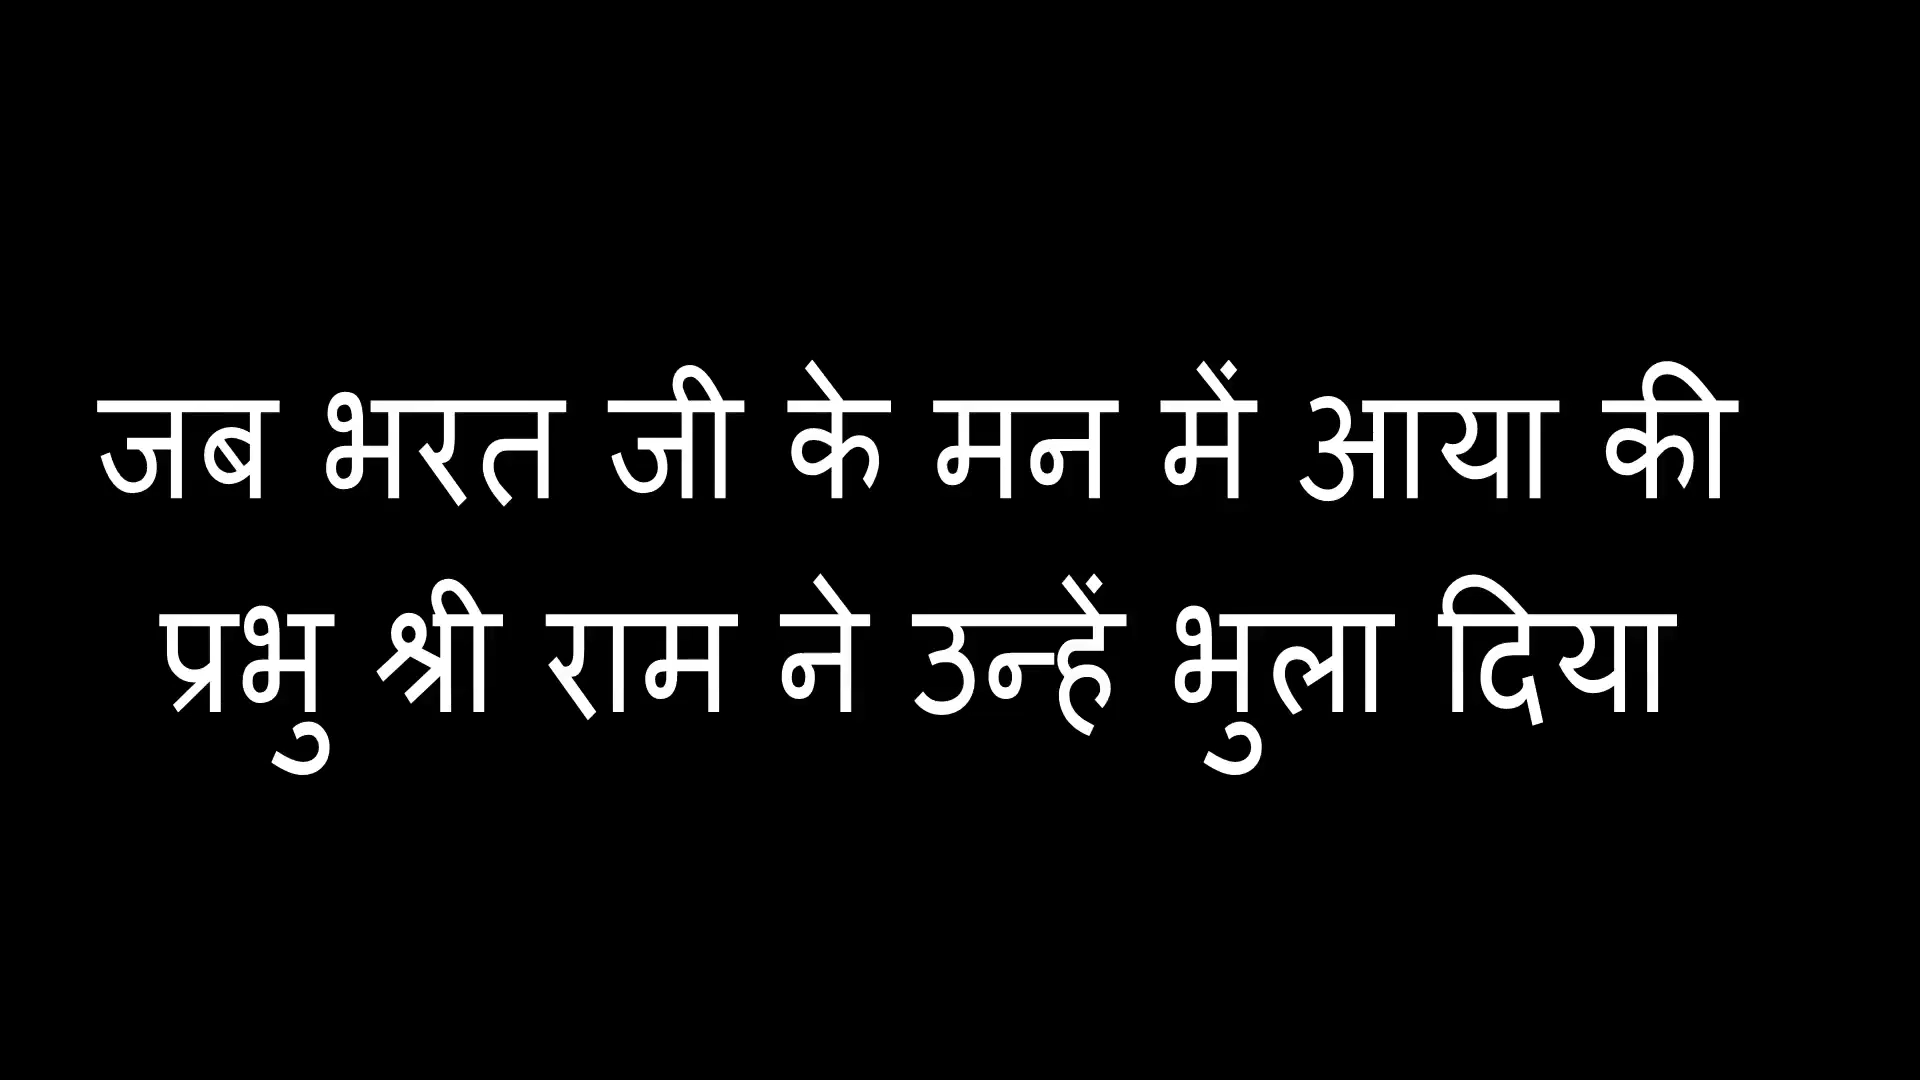 जब भरत जी के मन में आया की
प्रभु श्री राम ने उन्हें भुला दिया